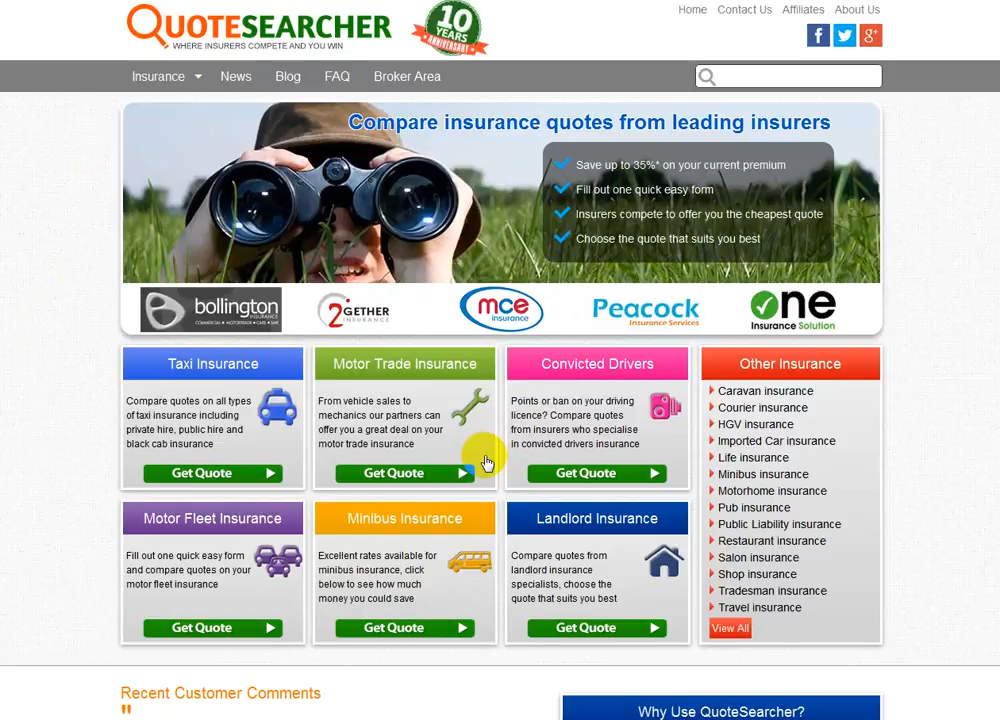 Home Contact Us Affiliates About Us
QUOTESEARCHER
WHERE INSURERS COMPETE AND YOU WIN
10
YEARS
ANNIVERSARY
Insurance News Blog FAQ Broker Area
Compare insurance quotes from leading insurers
Save up to 35%* on your current premium
Fill out one quick easy form
Insurers compete to offer you the cheapest quote
Choose the quote that suits you best
bollington
INSURANCE
2GETHER
INSURANCE
mce
insurance
Peacock
Insurance Services
One
Insurance Solution
Taxi Insurance
Compare quotes on all types
of taxi insurance including
private hire, public hire and
black cab insurance
Get Quote
Motor Trade Insurance
From vehicle sales to
mechanics our partners can
offer you a great deal on your
motor trade insurance
Get Quote
Convicted Drivers
Points or ban on your driving
licence? Compare quotes
from insurers who specialise
in convicted drivers insurance
Get Quote
Other Insurance
Caravan insurance
Courier insurance
HGV insurance
Imported Car insurance
Life insurance
Minibus insurance
Motorhome insurance
Pub insurance
Public Liability insurance
Restaurant insurance
Salon insurance
Shop insurance
Tradesman insurance
Travel insurance
View All
Motor Fleet Insurance
Fill out one quick easy form
and compare quotes on your
motor fleet insurance
Get Quote
Minibus Insurance
Excellent rates available for
minibus insurance, click
below to see how much
money you could save
Get Quote
Landlord Insurance
Compare quotes from
landlord insurance
specialists, choose the
quote that suits you best
Get Quote
Recent Customer Comments
"
Why Use QuoteSearcher?